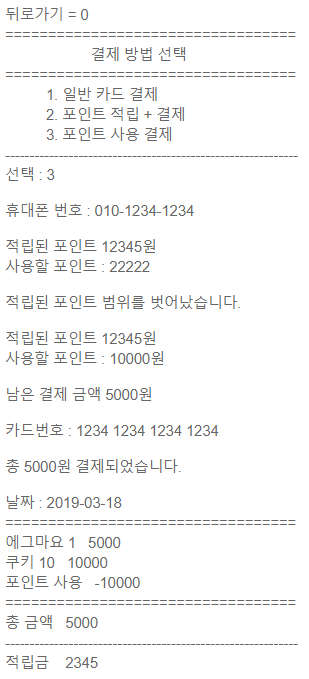 뒤로가기 = 0
==================================
결제 방법 선택
==================================
1. 일반 카드 결제
2. 포인트 적립 + 결제
3. 포인트 사용 결제
------------------------------------------------------------
선택 : 3
휴대폰 번호 : 010-1234-1234
적립된 포인트 12345원
사용할 포인트 : 22222
적립된 포인트 범위를 벗어났습니다.
적립된 포인트 12345원
사용할 포인트 : 10000원
남은 결제 금액 5000원
카드번호 : 1234 1234 1234 1234
총 5000원 결제되었습니다.
날짜 : 2019-03-18
==================================
에그마요 1 5000
쿠키 10 10000
포인트 사용 -10000
==================================
총 금액 5000
------------------------------------------------------------
적립금 2345